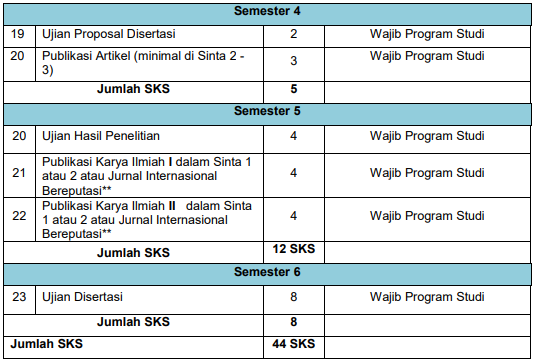 Semester 4
19 Ujian Proposal Disertasi 2 Wajib Program Studi
20 Publikasi Artikel (minimal di Sinta 2 - 3 Wajib Program Studi
3)
Jumlah SKS 5
Semester 5
20 Ujian Hasil Penelitian 4 Wajib Program Studi
21 Publikasi Karya Ilmiah I dalam Sinta 1 4 Wajib Program Studi
atau 2 atau Jurnal Internasional
Bereputasi**
22 Publikasi Karya Ilmiah II dalam Sinta 4 Wajib Program Studi
1 atau 2 atau Jurnal Internasional
Bereputasi**
Jumlah SKS 12 SKS
Semester 6
23 Ujian Disertasi 8 Wajib Program Studi
Jumlah SKS 8
Jumlah SKS 44 SKS